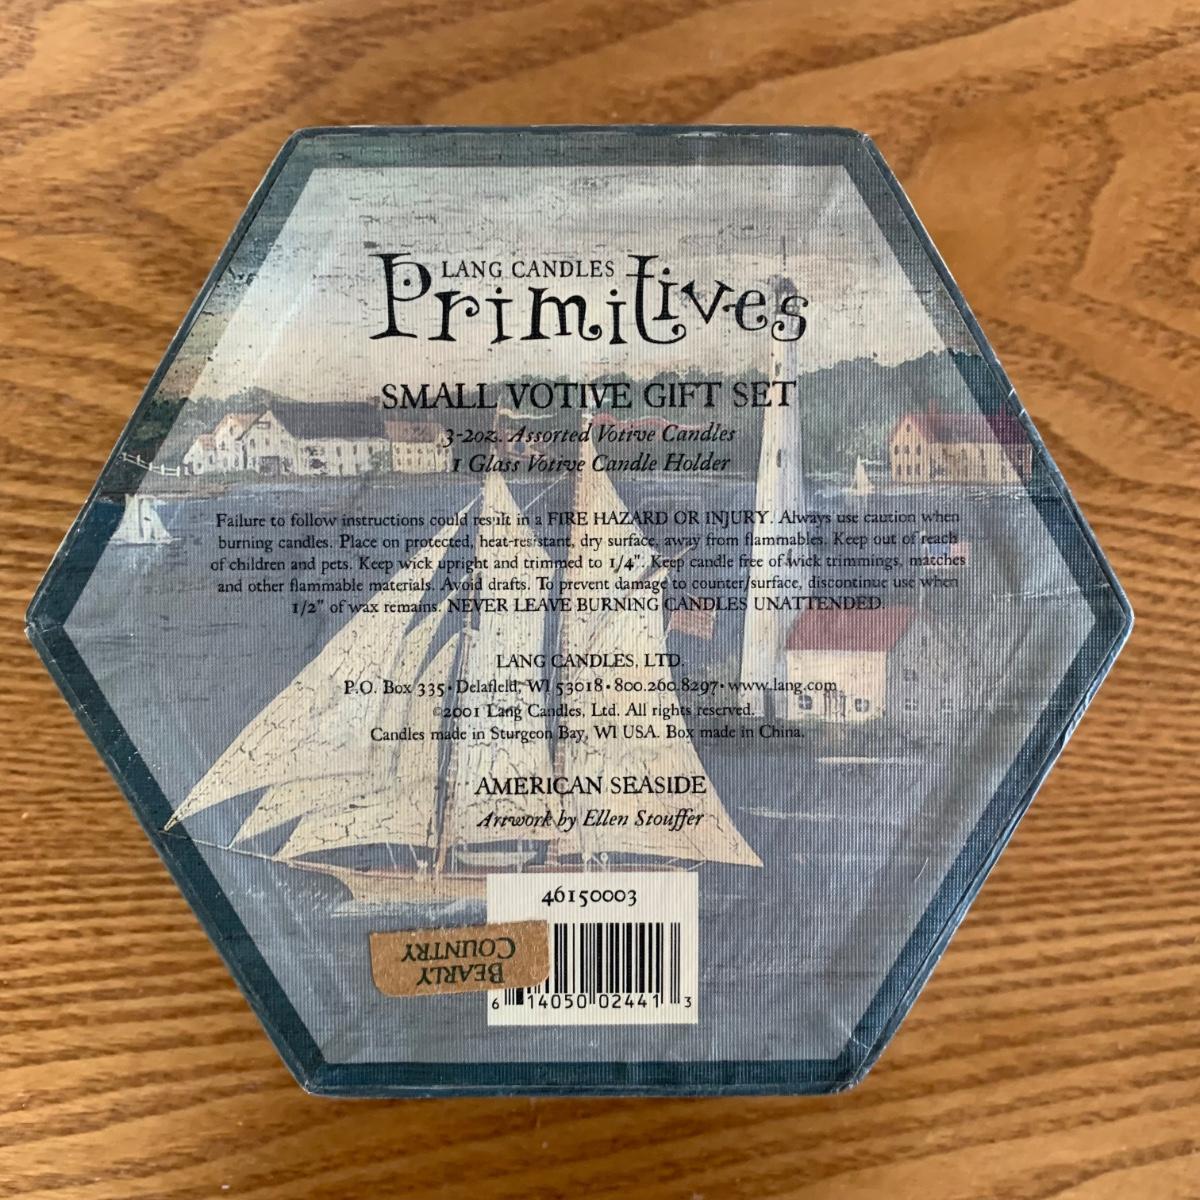 LANG CANDLES
Primitives
SMALL VOTIVE GIFT SET
3-2oz. Assorted Votive Candles
1 Glass Votive Candle Holder
Failure to follow instructions could result in a FIRE HAZARD OR INJURY. Always use caution when
burning candles. Place on protected, heat-resistant, dry surface, away from flammables. Keep out of reach
of children and pets. Keep wick upright and trimmed to 1/4". Keep candle free of wick trimmings, matches
and other flammable materials. Avoid drafts. To prevent damage to counter/surface, discontinue use when
1/2" of wax remains. NEVER LEAVE BURNING CANDLES UNATTENDED.
LANG CANDLES, LTD.
P.O. Box 335 • Delafield, WI 53018 • 800.260.8297 • www.lang.com
©2001 Lang Candles, Ltd. All rights reserved.
Candles made in Sturgeon Bay, WI USA. Box made in China.
AMERICAN SEASIDE
Artwork by Ellen Stouffer
46150003
BEARLY
COUNTRY
6 14050 02441 3